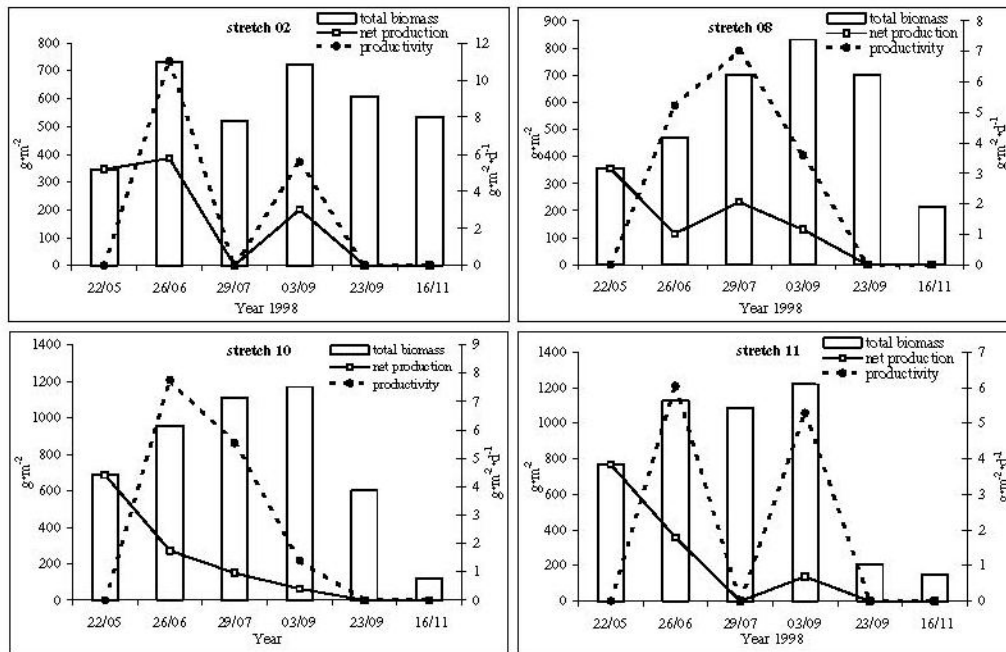 stretch 02
total biomass
net production
productivity
800
700
600
500
400
300
200
100
0
g*m-2
12
10
8
6
4
2
0
g*m-2*d-1
22/05 26/06 29/07 03/09 23/09 16/11
Year 1998
stretch 08
total biomass
net production
productivity
900
800
700
600
500
400
300
200
100
0
g*m-2
8
7
6
5
4
3
2
1
0
g*m-2*d-1
22/05 26/06 29/07 03/09 23/09 16/11
Year 1998
stretch 10
total biomass
net production
productivity
1400
1200
1000
800
600
400
200
0
g*m-2
9
8
7
6
5
4
3
2
1
0
g*m-2*d-1
22/05 26/06 29/07 03/09 23/09 16/11
Year
stretch 11
total biomass
net production
productivity
1400
1200
1000
800
600
400
200
0
g*m-2
7
6
5
4
3
2
1
0
g*m-2*d-1
22/05 26/06 29/07 03/09 23/09 16/11
Year 1998